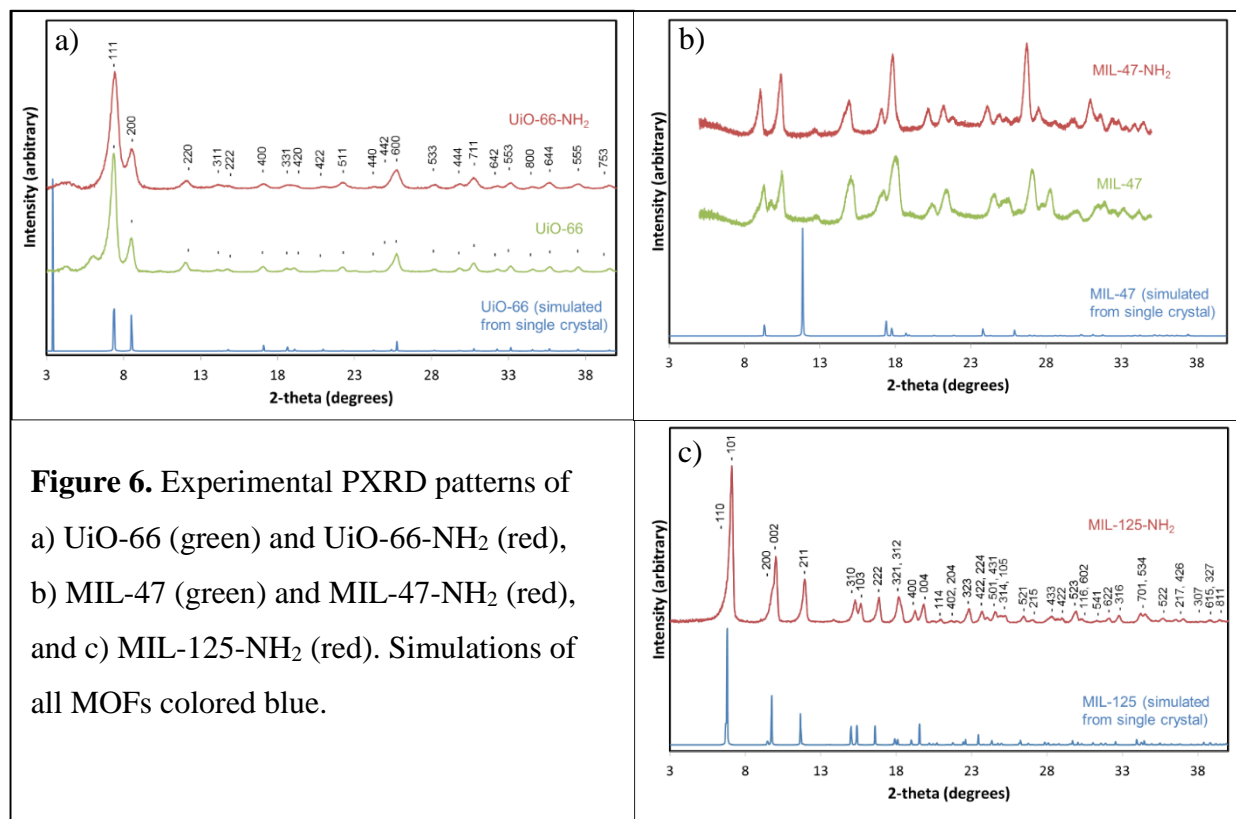 a)
- 111
- 200
- 220
- 311
- 222
- 400
- 331
- 420
- 422
- 511
- 440
- 442
- 600
- 533
- 444
- 711
- 642
- 553
- 800
- 644
- 555
- 753
UiO-66-NH₂
UiO-66
UiO-66 (simulated
from single crystal)
Intensity (arbitrary)
3 8 13 18 23 28 33 38
2-theta (degrees)
b)
MIL-47-NH₂
MIL-47
MIL-47 (simulated
from single crystal)
Intensity (arbitrary)
3 8 13 18 23 28 33 38
2-theta (degrees)
Figure 6. Experimental PXRD patterns of
a) UiO-66 (green) and UiO-66-NH₂ (red),
b) MIL-47 (green) and MIL-47-NH₂ (red),
and c) MIL-125-NH₂ (red). Simulations of
all MOFs colored blue.
c)
- 110
- 101
- 200
- 002
- 211
- 310
- 103
- 222
- 321, 312
- 400
- 004
- 114
- 402, 204
- 323
- 422, 224
- 501, 431
- 314, 105
- 521
- 215
- 433
- 422
- 523
- 116, 602
- 541
- 622
- 316
- 701, 534
- 522
- 217, 426
- 307
- 615, 327
- 811
MIL-125-NH₂
MIL-125 (simulated
from single crystal)
Intensity (arbitrary)
3 8 13 18 23 28 33 38
2-theta (degrees)